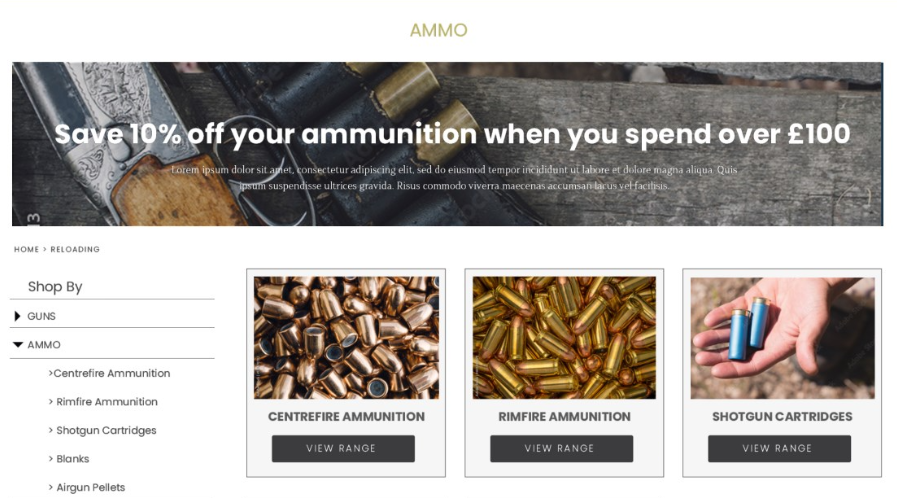 AMMO
Save 10% off your ammunition when you spend over £100
Lorem ipsum dolor sit amet, consectetur adipiscing elit, sed do eiusmod tempor incididunt ut labore et dolore magna aliqua. Quis
ipsum suspendisse ultrices gravida. Risus commodo viverra maecenas accumsan lacus vel facilisis.
13
HOME > RELOADING
Shop By
GUNS
AMMO
>Centrefire Ammunition
> Rimfire Ammunition
> Shotgun Cartridges
> Blanks
> Airgun Pellets
CENTREFIRE AMMUNITION
VIEW RANGE
RIMFIRE AMMUNITION
VIEW RANGE
SHOTGUN CARTRIDGES
VIEW RANGE